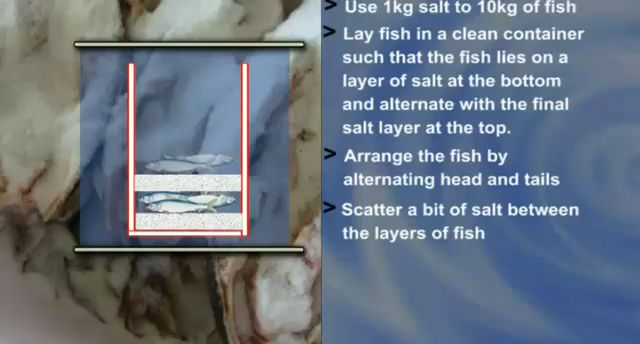 > Use 1kg salt to 10kg of fish
> Lay fish in a clean container
such that the fish lies on a
layer of salt at the bottom
and alternate with the final
salt layer at the top.
> Arrange the fish by
alternating head and tails
> Scatter a bit of salt between
the layers of fish